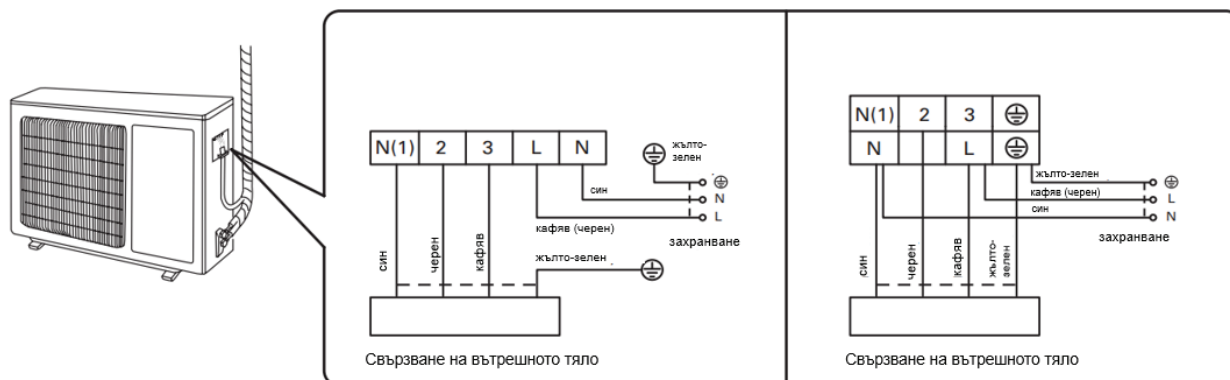 N(1) 2 3 L N
жълто-
зелен
син
N
L
кафяв (черен)
захранване
син
черен
кафяв
жълто-зелен
Свързване на вътрешното тяло
N(1) 2 3
N L
жълто-зелен
кафяв (черен)
L
син
N
захранване
син
черен
кафяв
жълто-
зелен
Свързване на вътрешното тяло